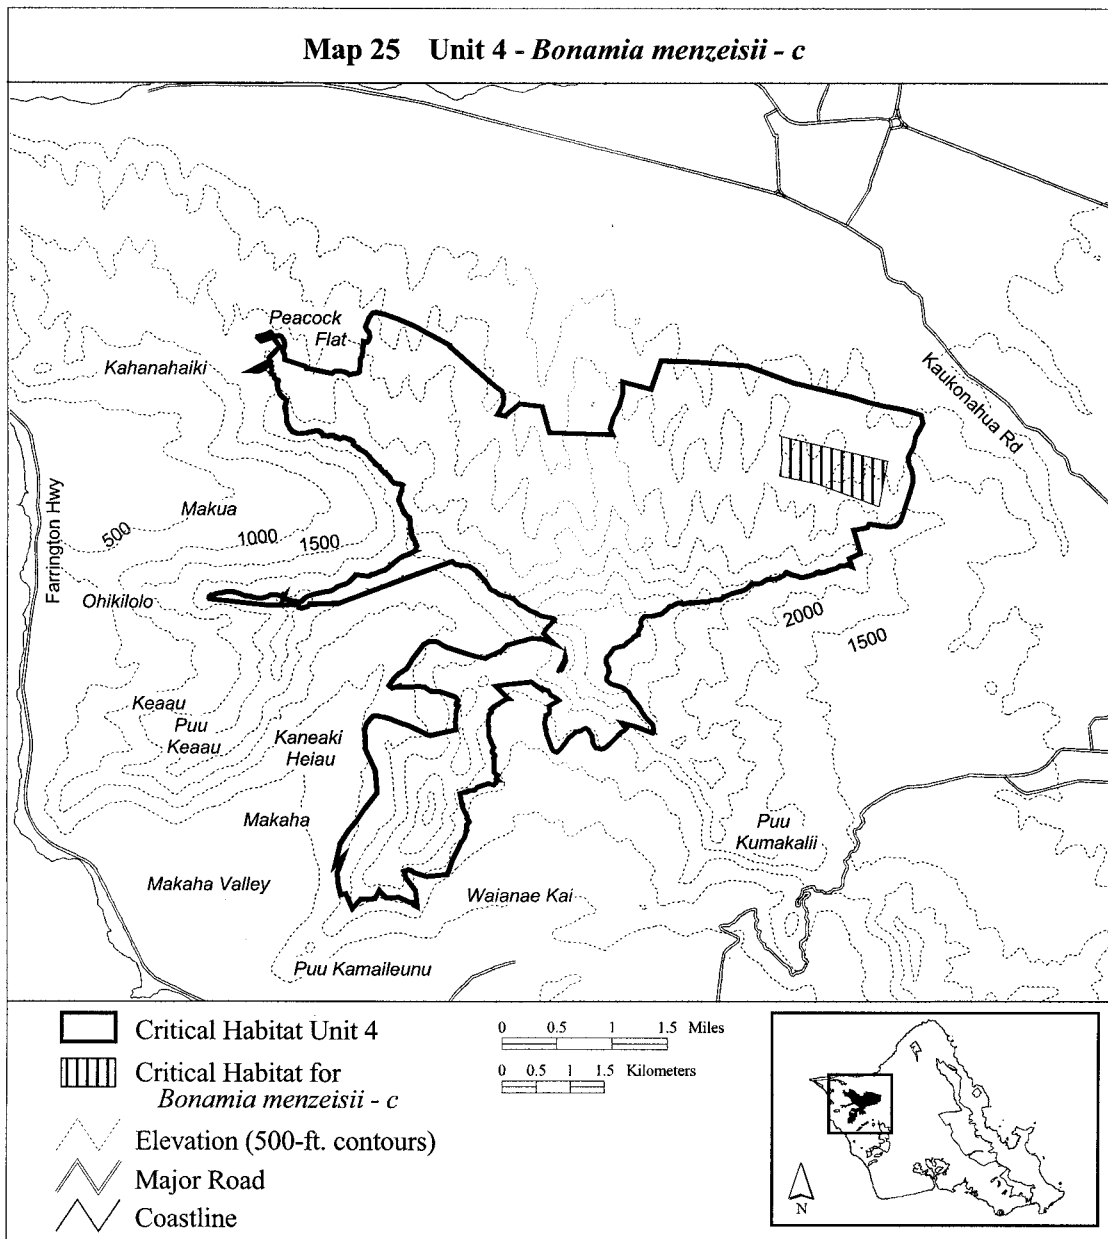 Map 25 Unit 4 - Bonamia menzeisii - c
Peacock
Flat
Kahanahaiki
Kaukonahua Rd
Farrington Hwy
Makua
500
1000
1500
Ohikilolo
2000
1500
Keaau
Puu
Keaau
Kaneaki
Heiau
Makaha
Puu
Kumakalii
Makaha Valley
Waianae Kai
Puu Kamaileunu
Critical Habitat Unit 4
Critical Habitat for
Bonamia menzeisii - c
Elevation (500-ft. contours)
Major Road
Coastline
0 0.5 1 1.5 Miles
0 0.5 1 1.5 Kilometers
N